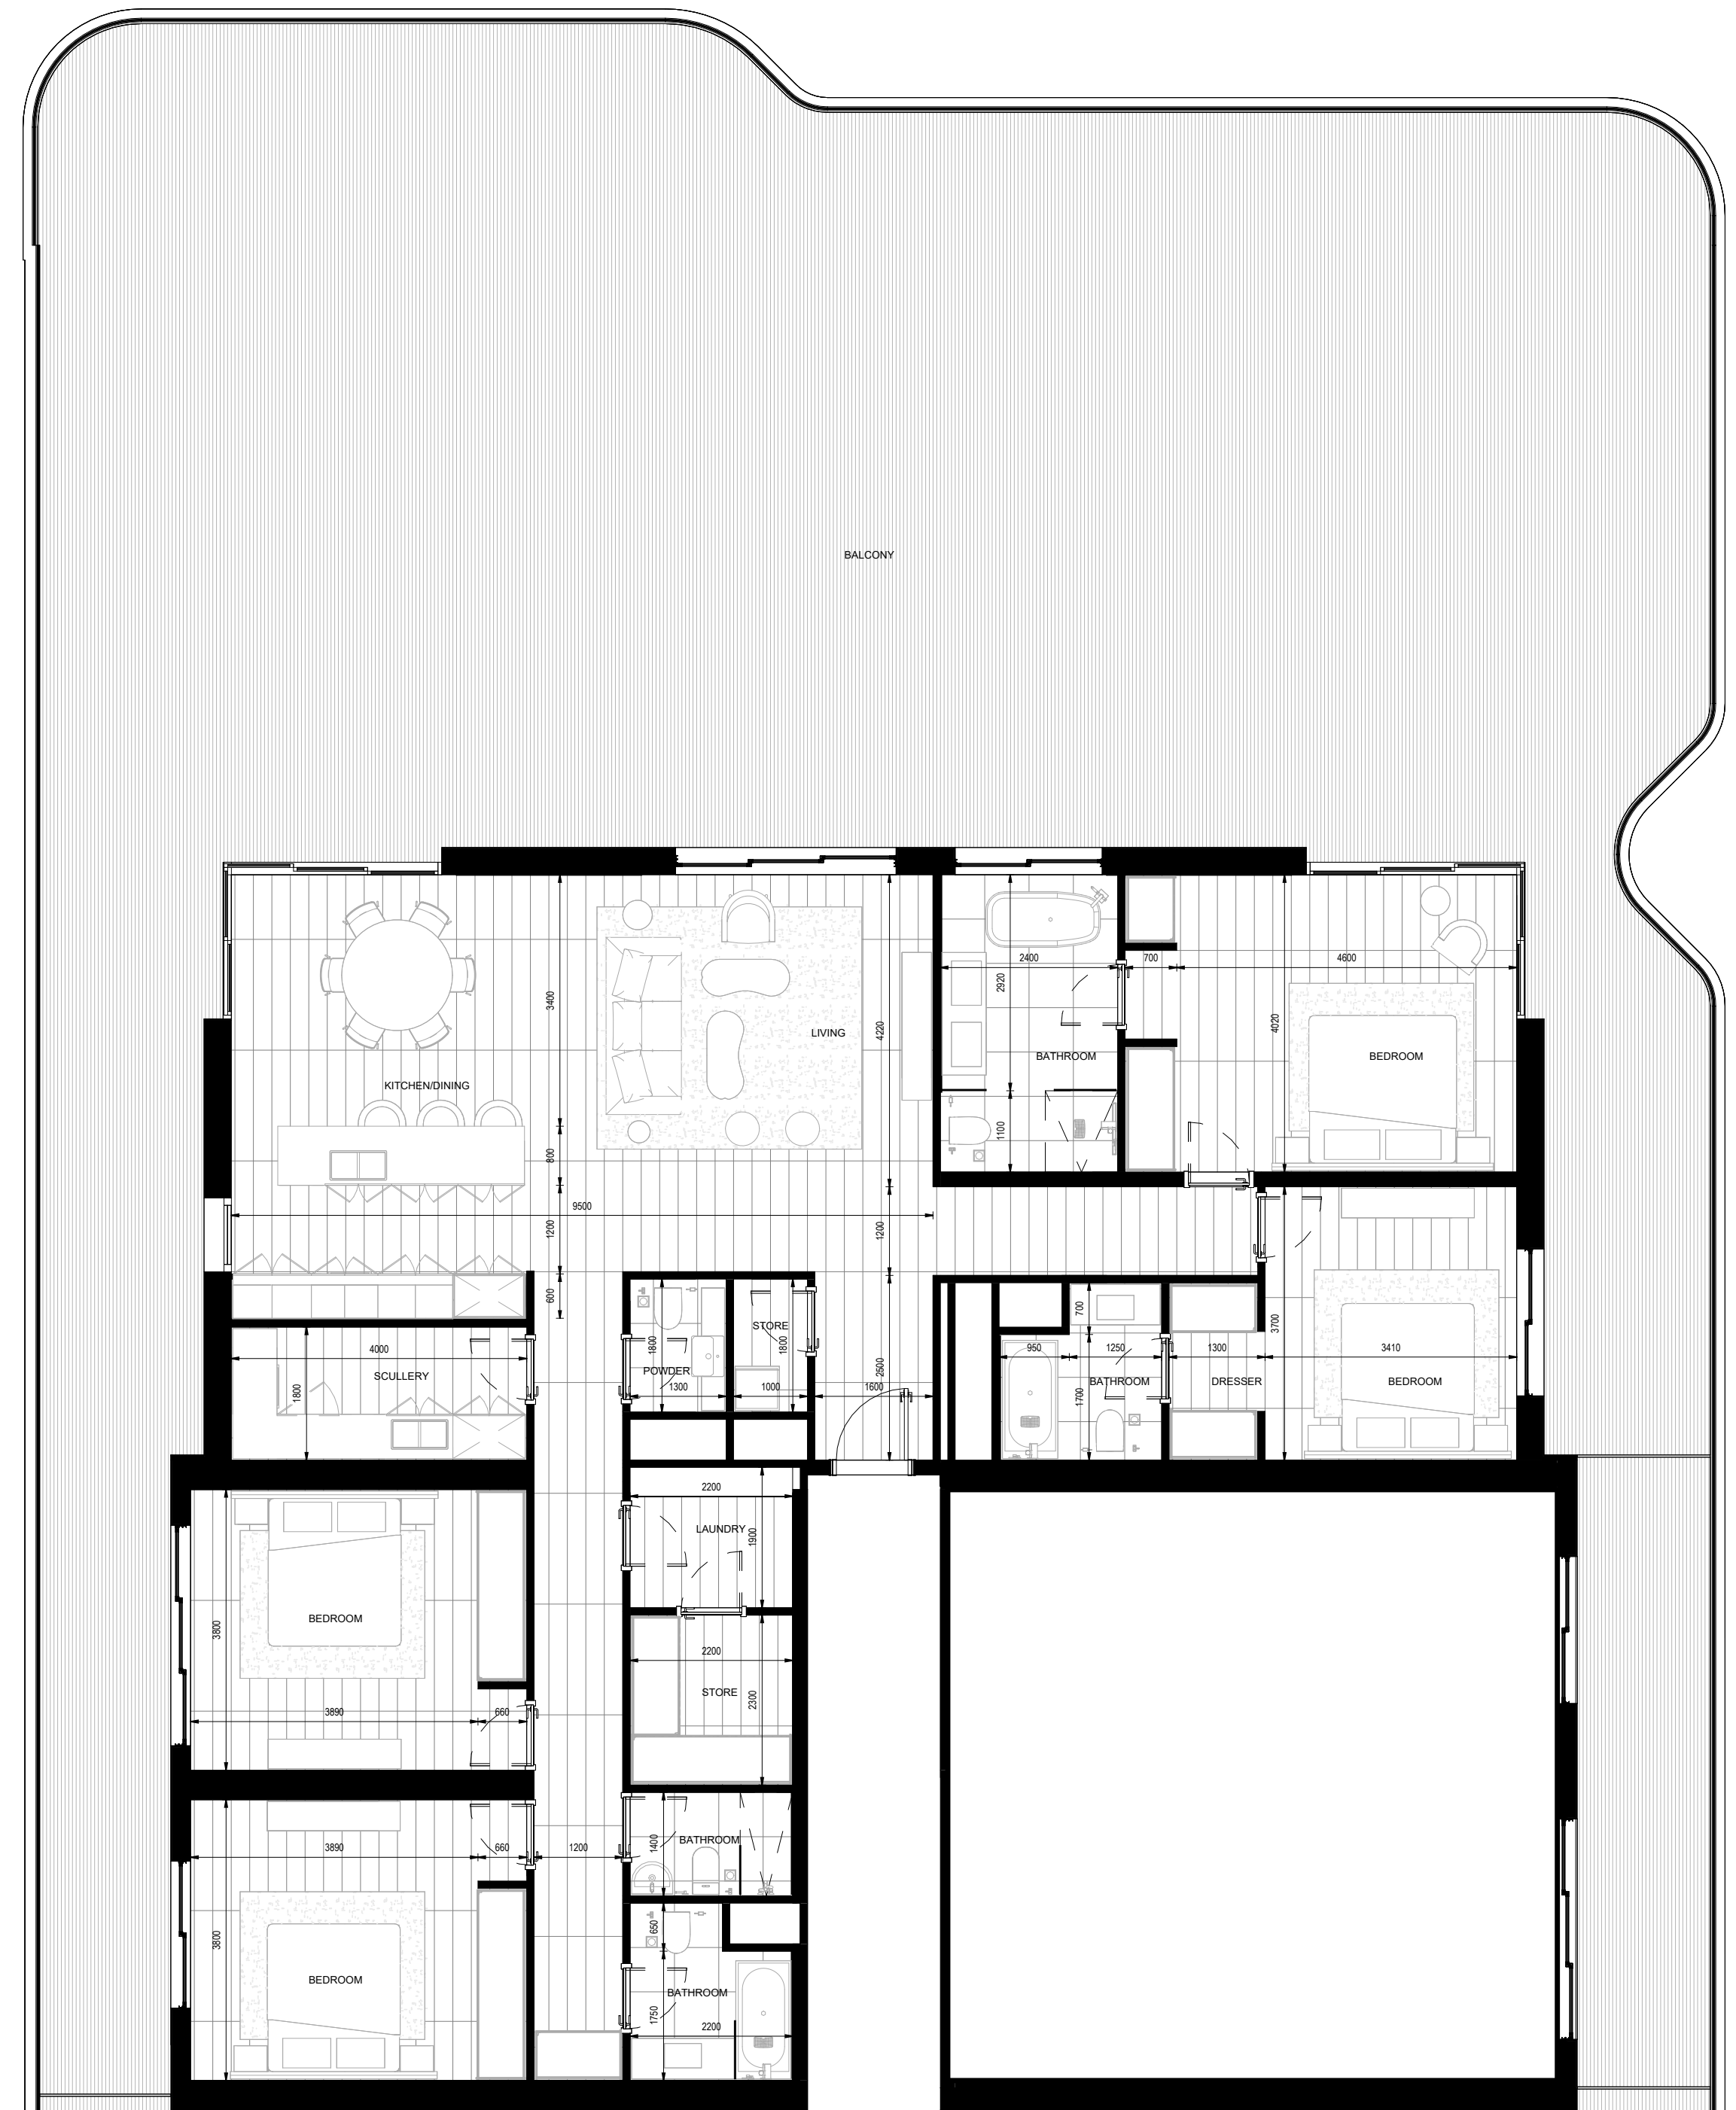 BALCONY
2400
700
4600
2920
3400
4020
4220
LIVING
BATHROOM
BEDROOM
KITCHEN/DINING
1100
800
9500
1200
1200
600
700
3700
STORE
1800
1800
4000
950
1250
1300
3410
2500
POWDER
SCULLERY
BATHROOM
DRESSER
BEDROOM
1300
1000
1600
1800
1700
2200
LAUNDRY
1900
BEDROOM
3800
2200
STORE
2300
3890
660
1400
BATHROOM
3890
660
1200
650
3800
BEDROOM
BATHROOM
1750
2200